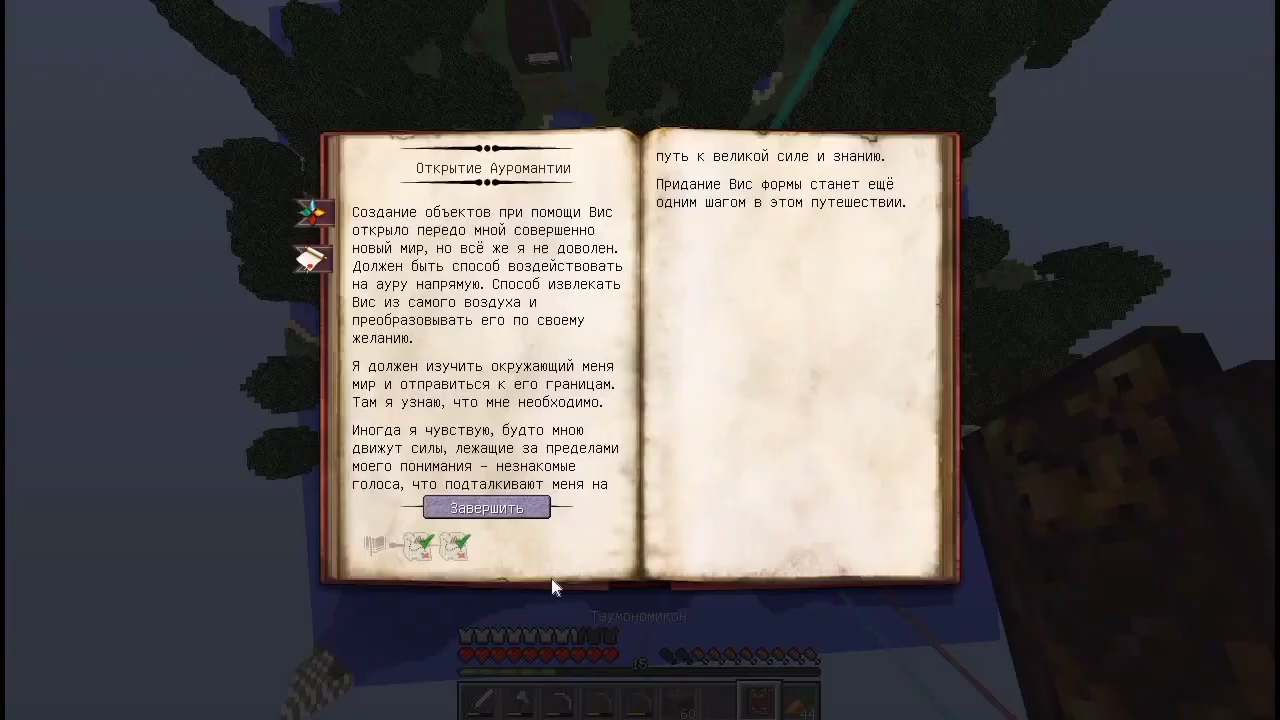 Открытие Ауромантии
Создание объектов при помощи Вис
открыло передо мной совершенно
новый мир, но всё же я не доволен.
Должен быть способ воздействовать
на ауру напрямую. Способ извлекать
Вис из самого воздуха и
преобразовывать его по своему
желанию.
Я должен изучить окружающий меня
мир и отправиться к его границам.
Там я узнаю, что мне необходимо.
Иногда я чувствую, будто мною
движут силы, лежащие за пределами
моего понимания – незнакомые
голоса, что подталкивают меня на
Завершить
путь к великой силе и знанию.
Придание Вис формы станет ещё
одним шагом в этом путешествии.
Таумономикон
18
60
44